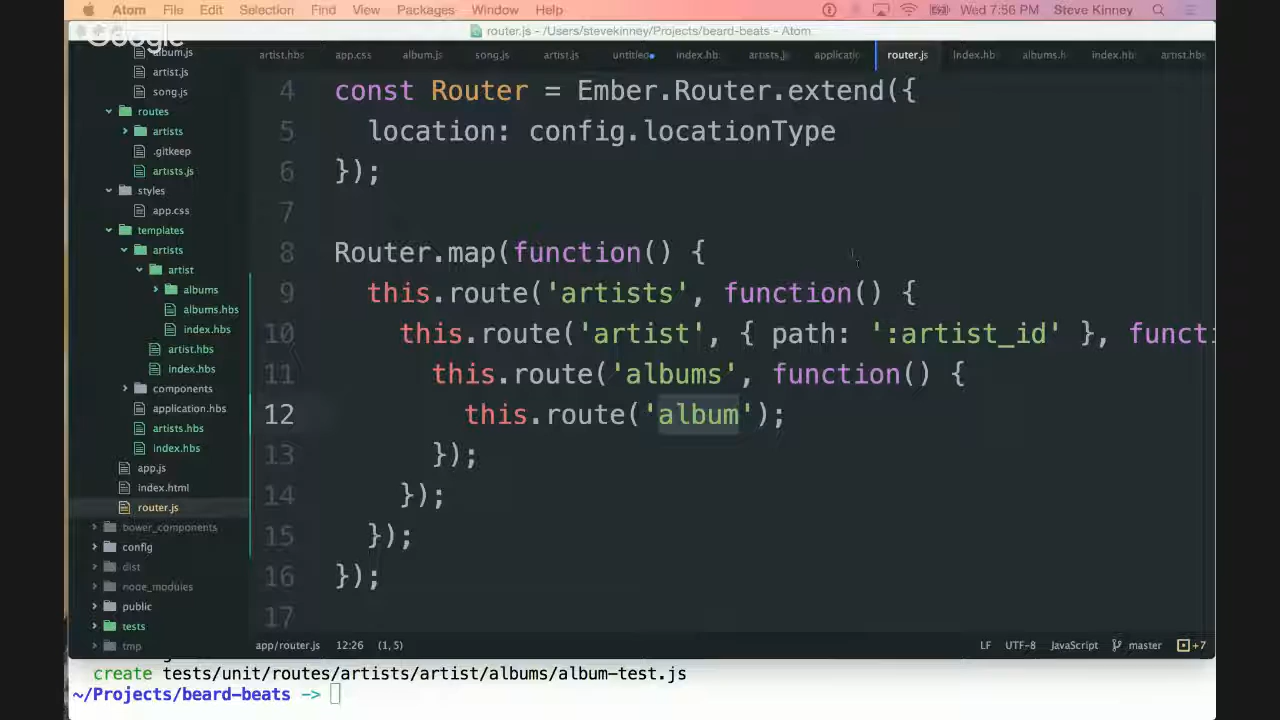 Atom File Edit Selection Find View Packages Window Help Wed 7:56 PM Steve Kinney
Google
router.js - /Users/stevekinney/Projects/beard-beats - Atom
artist.hbs app.css album.js song.js artist.js untitled index.hb artists.j applicatio router.js index.hb albums.h index.hb artist.hb
album.js
artist.js
song.js
routes
artists
.gitkeep
artists.js
styles
app.css
templates
artists
artist
albums
albums.hbs
index.hbs
artist.hbs
index.hbs
components
application.hbs
artists.hbs
index.hbs
app.js
index.html
router.js
bower_components
config
dist
node_modules
public
tests
tmp
4 const Router = Ember.Router.extend({
5 location: config.locationType
6 });
7
8 Router.map(function() {
9 this.route('artists', function() {
10 this.route('artist', { path: ':artist_id' }, functi
11 this.route('albums', function() {
12 this.route('album');
13 });
14 });
15 });
16 });
17
app/router.js 12:26 (1, 5) LF UTF-8 JavaScript master +7
create tests/unit/routes/artists/artist/albums/album-test.js
~/Projects/beard-beats ->